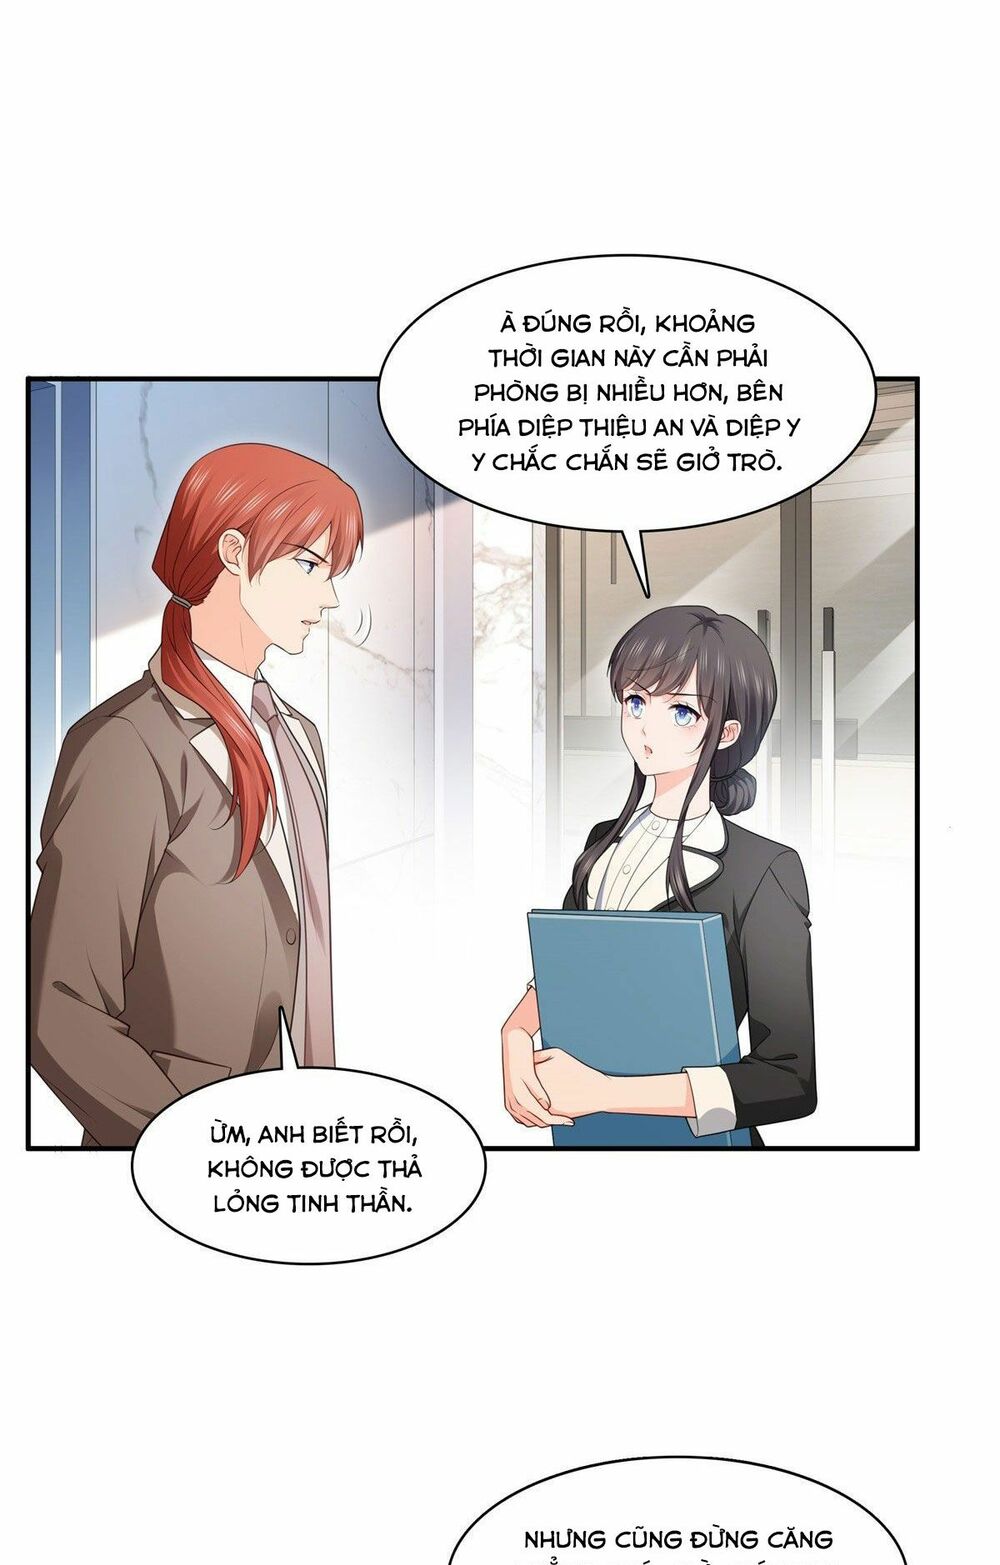 À ĐÚNG RỒI, KHOẢNG
THỜI GIAN NÀY CẦN PHẢI
PHÒNG BỊ NHIỀU HƠN, BÊN
PHÍA DIỆP THIỆU AN VÀ DIỆP Y
Y CHẮC CHẮN SẼ GIỞ TRÒ.
ỪM, ANH BIẾT RỒI,
KHÔNG ĐƯỢC THẢ
LỎNG TINH THẦN.
NHƯNG CŨNG ĐỪNG CĂNG